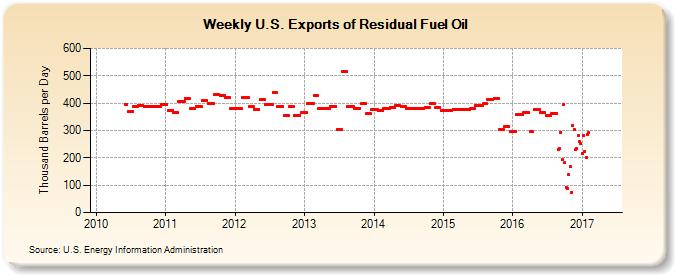 Weekly U.S. Exports of Residual Fuel Oil
Thousand Barrels per Day
600
500
400
300
200
100
0
2010 2011 2012 2013 2014 2015 2016 2017
Source: U.S. Energy Information Administration